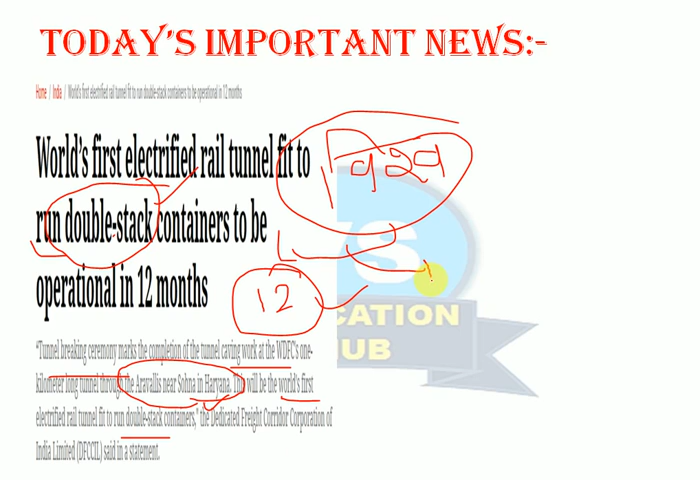 TODAY'S IMPORTANT NEWS:-
Home / India / World's first electrified rail tunnel fit to run double-stack containers to be operational in 12 months
World's first electrified rail tunnel fit to
run double-stack containers to be
operational in 12 months
1929
12
"Tunnel breaking ceremony marks the completion of the tunnel caving work at the WDFC's one-
kilometer long tunnel through the Aravallis near Sohna in Haryana. This will be the world's first
electrified rail tunnel fit to run double-stack containers," the Dedicated Freight Corridor Corporation of
India Limited (DFCCIL) said in a statement.
S
CATION
UB